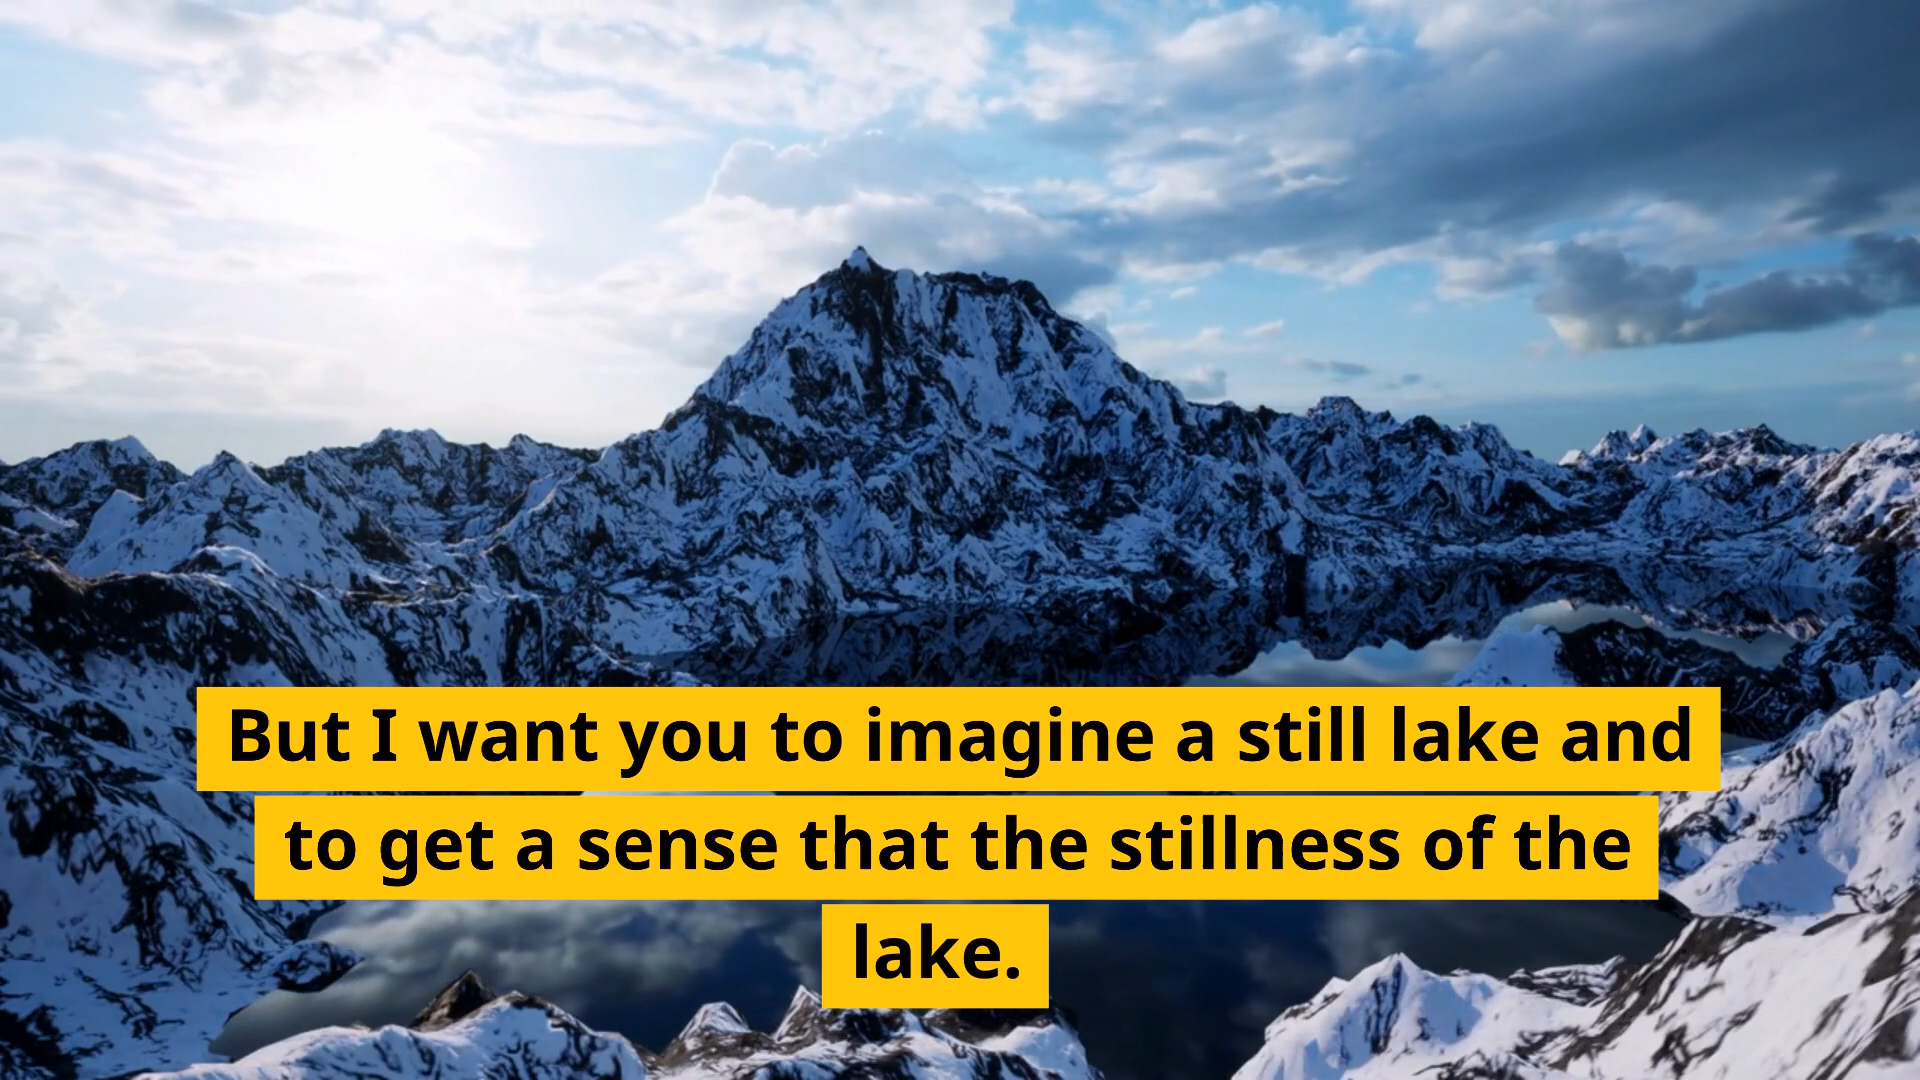 But I want you to imagine a still lake and
to get a sense that the stillness of the
lake.